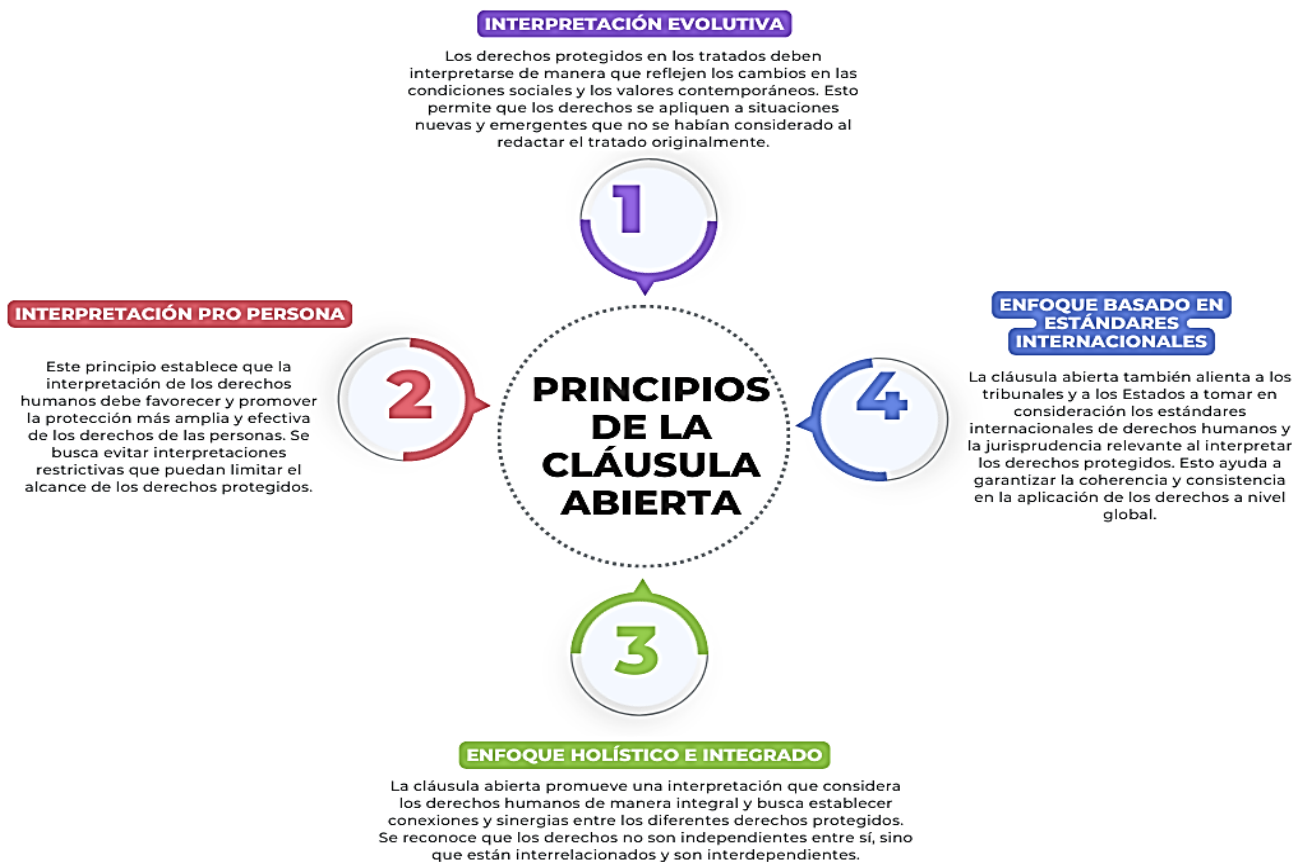 INTERPRETACIÓN EVOLUTIVA
Los derechos protegidos en los tratados deben
interpretarse de manera que reflejen los cambios en las
condiciones sociales y los valores contemporáneos. Esto
permite que los derechos se apliquen a situaciones
nuevas y emergentes que no se habían considerado al
redactar el tratado originalmente.
1
INTERPRETACIÓN PRO PERSONA
Este principio establece que la
interpretación de los derechos
humanos debe favorecer y promover
la protección más amplia y efectiva
de los derechos de las personas. Se
busca evitar interpretaciones
restrictivas que puedan limitar el
alcance de los derechos protegidos.
2
PRINCIPIOS
DE LA
CLÁUSULA
ABIERTA
4
ENFOQUE BASADO EN
ESTÁNDARES
INTERNACIONALES
La cláusula abierta también alienta a los
tribunales y a los Estados a tomar en
consideración los estándares
internacionales de derechos humanos y
la jurisprudencia relevante al interpretar
los derechos protegidos. Esto ayuda a
garantizar la coherencia y consistencia
en la aplicación de los derechos a nivel
global.
3
ENFOQUE HOLÍSTICO E INTEGRADO
La cláusula abierta promueve una interpretación que considera
los derechos humanos de manera integral y busca establecer
conexiones y sinergias entre los diferentes derechos protegidos.
Se reconoce que los derechos no son independientes entre sí, sino
que están interrelacionados y son interdependientes.